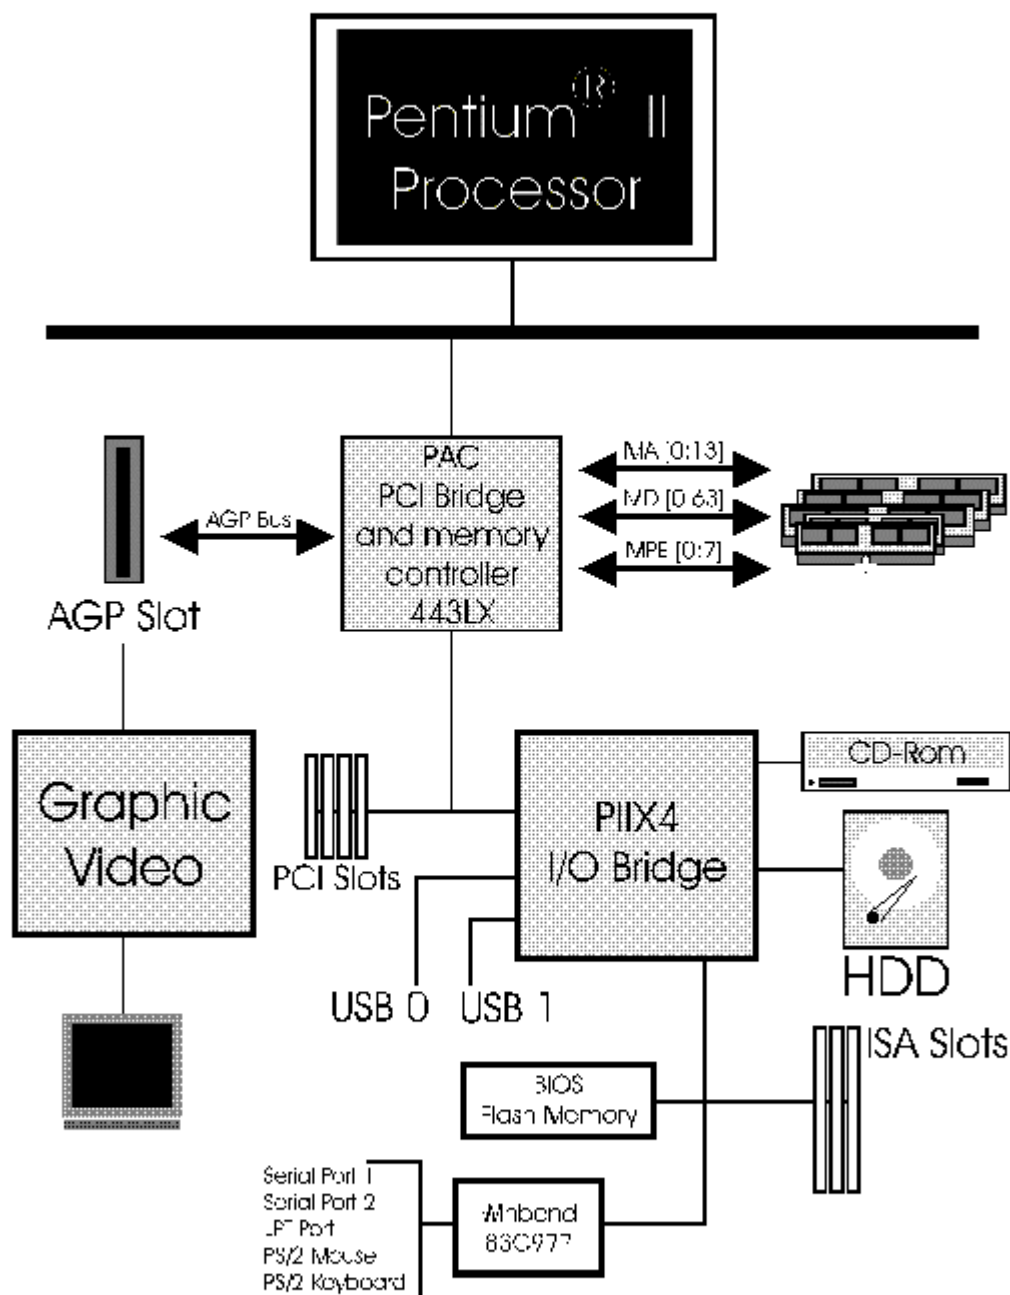 Pentium® II
Processor
PAC
PCI Bridge
and memory
controller
443LX
MA [0:13]
MD [0:63]
MPE [0:7]
AGP Bus
AGP Slot
Graphic
Video
PCI Slots
PIIX4
I/O Bridge
CD-Rom
HDD
USB 0
USB 1
ISA Slots
BIOS
Flash Memory
Serial Port 1
Serial Port 2
LPT Port
PS/2 Mouse
PS/2 Keyboard
Winbond
83C977